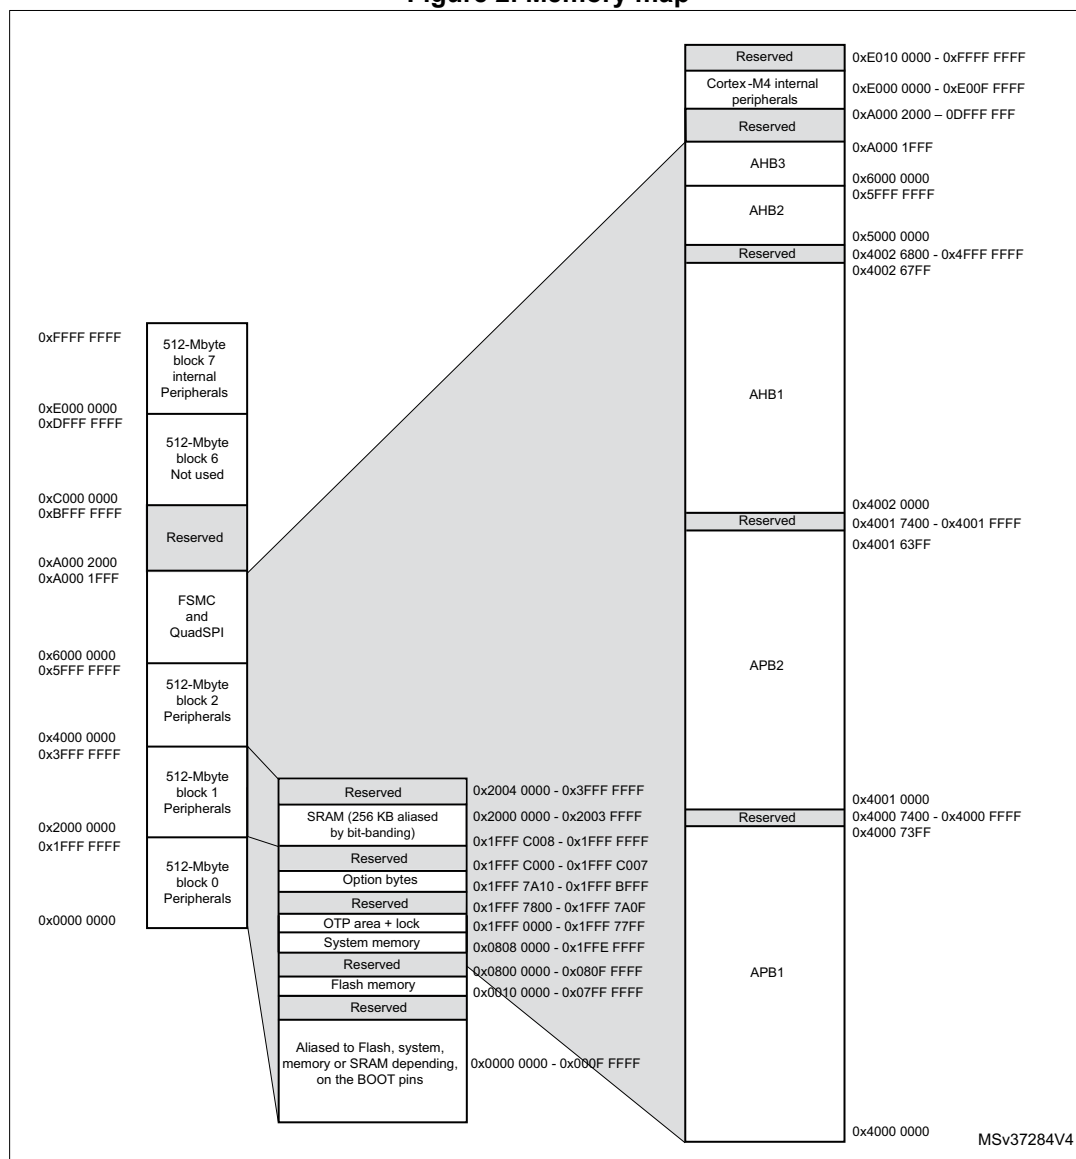 Reserved
0xE010 0000 - 0xFFFF FFFF
Cortex-M4 internal
peripherals
0xE000 0000 - 0xE00F FFFF
Reserved
0xA000 2000 – 0DFFF FFF
AHB3
0xA000 1FFF
0x6000 0000
AHB2
0x5FFF FFFF
0x5000 0000
Reserved
0x4002 6800 - 0x4FFF FFFF
0x4002 67FF
AHB1
0x4002 0000
Reserved
0x4001 7400 - 0x4001 FFFF
0x4001 63FF
APB2
0x4001 0000
Reserved
0x4000 7400 - 0x4000 FFFF
0x4000 73FF
APB1
0x4000 0000
0xFFFF FFFF
512-Mbyte
block 7
internal
Peripherals
0xE000 0000
0xDFFF FFFF
512-Mbyte
block 6
Not used
0xC000 0000
0xBFFF FFFF
Reserved
0xA000 2000
0xA000 1FFF
FSMC
and
QuadSPI
0x6000 0000
0x5FFF FFFF
512-Mbyte
block 2
Peripherals
0x4000 0000
0x3FFF FFFF
512-Mbyte
block 1
Peripherals
0x2000 0000
0x1FFF FFFF
512-Mbyte
block 0
Peripherals
0x0000 0000
Reserved
0x2004 0000 - 0x3FFF FFFF
SRAM (256 KB aliased
by bit-banding)
0x2000 0000 - 0x2003 FFFF
0x1FFF C008 - 0x1FFF FFFF
Reserved
0x1FFF C000 - 0x1FFF C007
Option bytes
0x1FFF 7A10 - 0x1FFF BFFF
Reserved
0x1FFF 7800 - 0x1FFF 7A0F
OTP area + lock
0x1FFF 0000 - 0x1FFF 77FF
System memory
0x0808 0000 - 0x1FFE FFFF
Reserved
0x0800 0000 - 0x080F FFFF
Flash memory
0x0010 0000 - 0x07FF FFFF
Reserved
Aliased to Flash, system,
memory or SRAM depending,
on the BOOT pins
0x0000 0000 - 0x000F FFFF
MSv37284V4